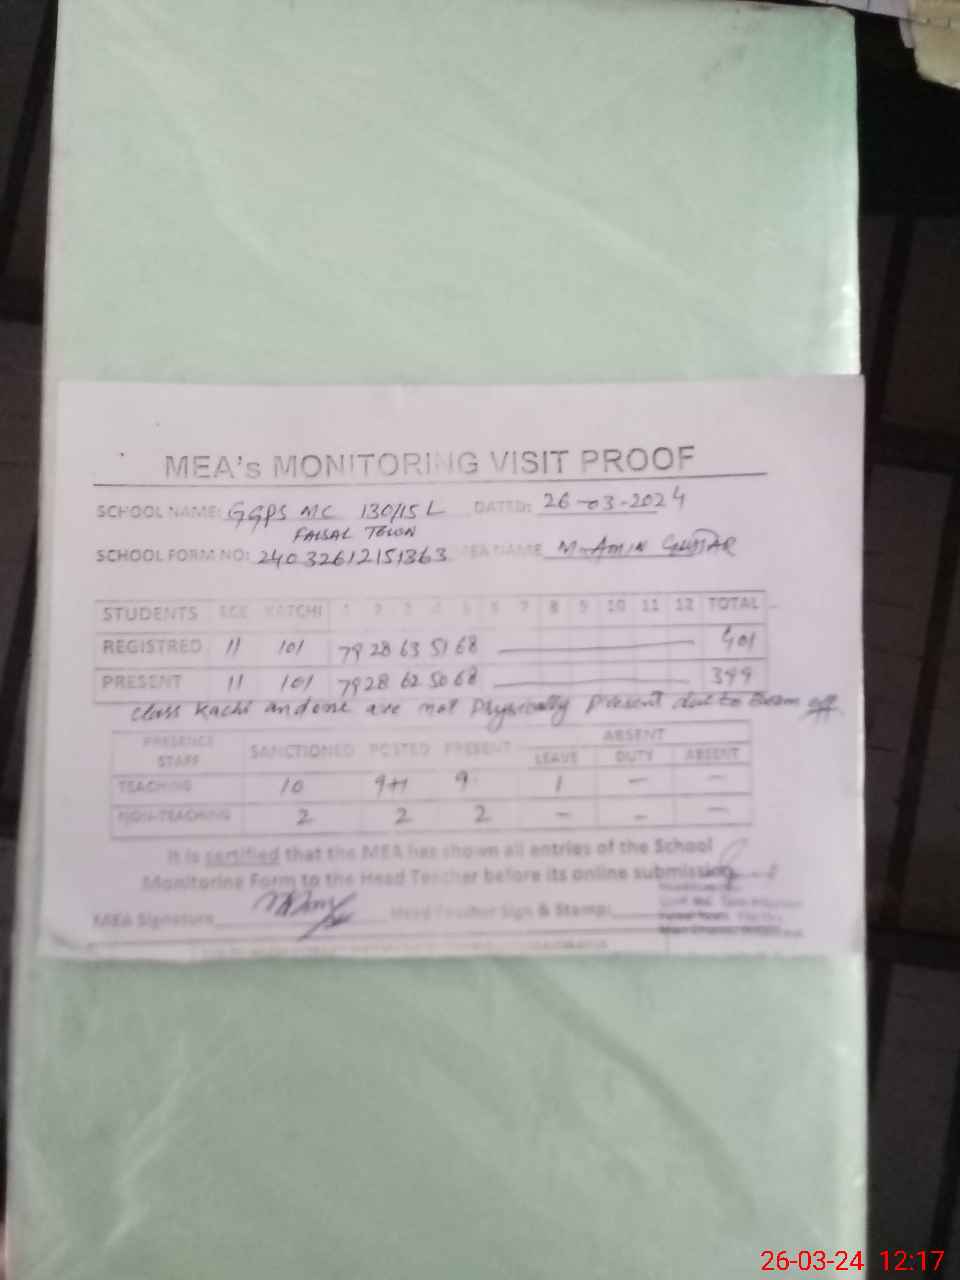 MEA's MONITORING VISIT PROOF
SCHOOL NAME: GGPS MC 130/15 L DATED: 26-03-2024
FAISAL TOWN
SCHOOL FORM NO: 24032612151363 MEA NAME M-AMIN GUJJAR
STUDENTS ECE KATCHI 1 2 3 4 5 6 7 8 9 10 11 12 TOTAL
REGISTRED 11 101 79 28 63 51 68 401
PRESENT 11 101 79 28 62 50 68 399
class kachi and one are not physically present due to exam off
PRESENCE STAFF SANCTIONED POSTED PRESENT ABSENT
LEAVE DUTY ABSENT
TEACHING 10 9+1 9 1 - -
NON-TEACHING 2 2 2 - - -
It is certified that the MEA has shown all entries of the School
Monitoring Form to the Head Teacher before its online submission
MEA Signature Head Teacher Sign & Stamp:
26-03-24 12:17